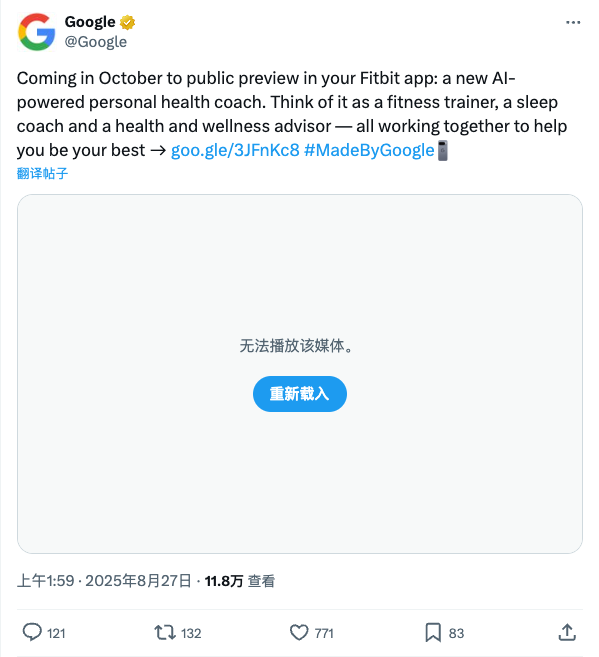 Google
@Google
Coming in October to public preview in your Fitbit app: a new AI-
powered personal health coach. Think of it as a fitness trainer, a sleep
coach and a health and wellness advisor — all working together to help
you be your best → goo.gle/3JFnKc8 #MadeByGoogle
翻译帖子
无法播放该媒体。
重新载入
上午1:59 · 2025年8月27日 · 11.8万 查看
121 132 771 83